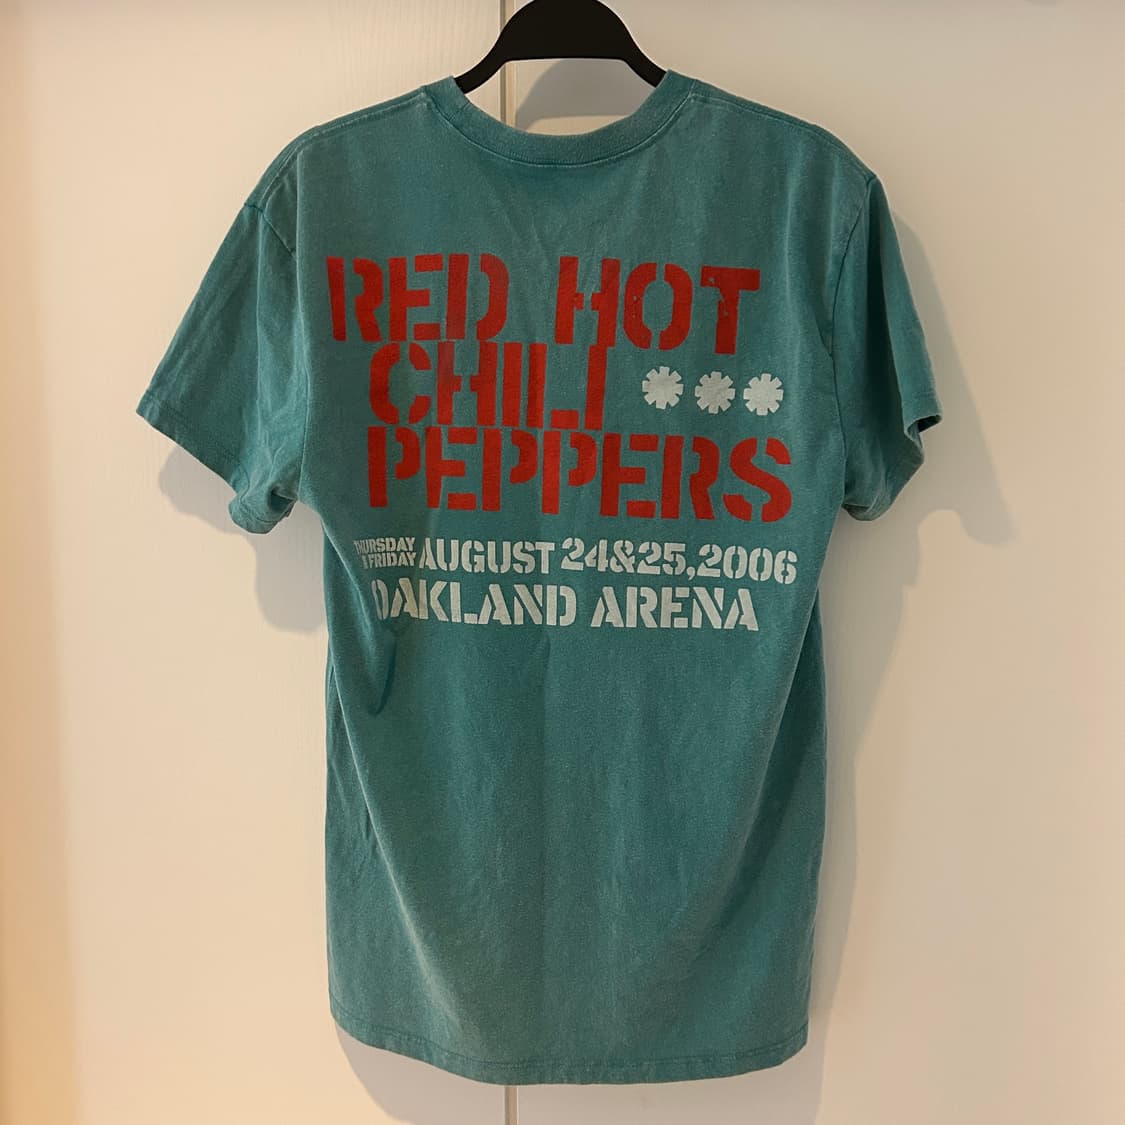 RED HOT
CHILI ***
PEPPERS
THURSDAY
& FRIDAY AUGUST 24&25,2006
OAKLAND ARENA